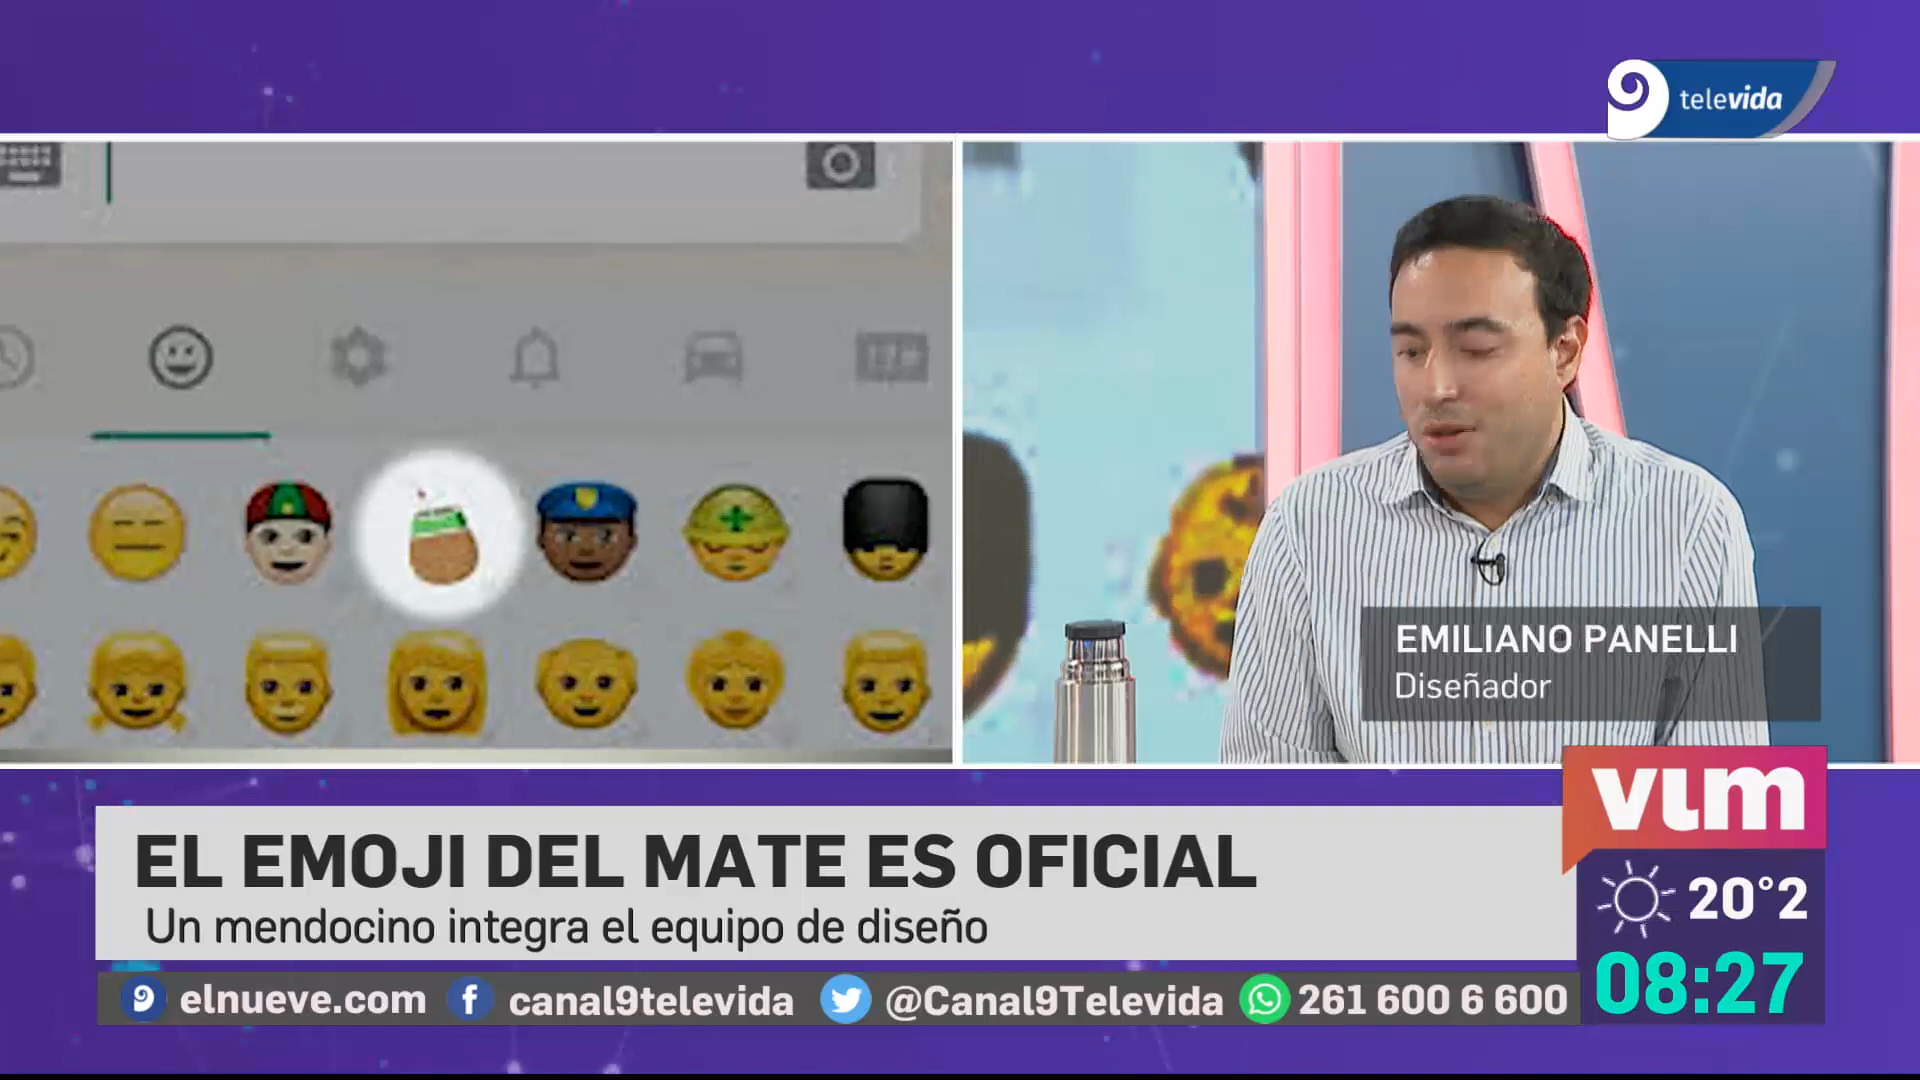 9 televida
EMILIANO PANELLI
Diseñador
vlm
EL EMOJI DEL MATE ES OFICIAL
Un mendocino integra el equipo de diseño
20°2
08:27
elnueve.com canal9televida @Canal9Televida 261 600 6 600